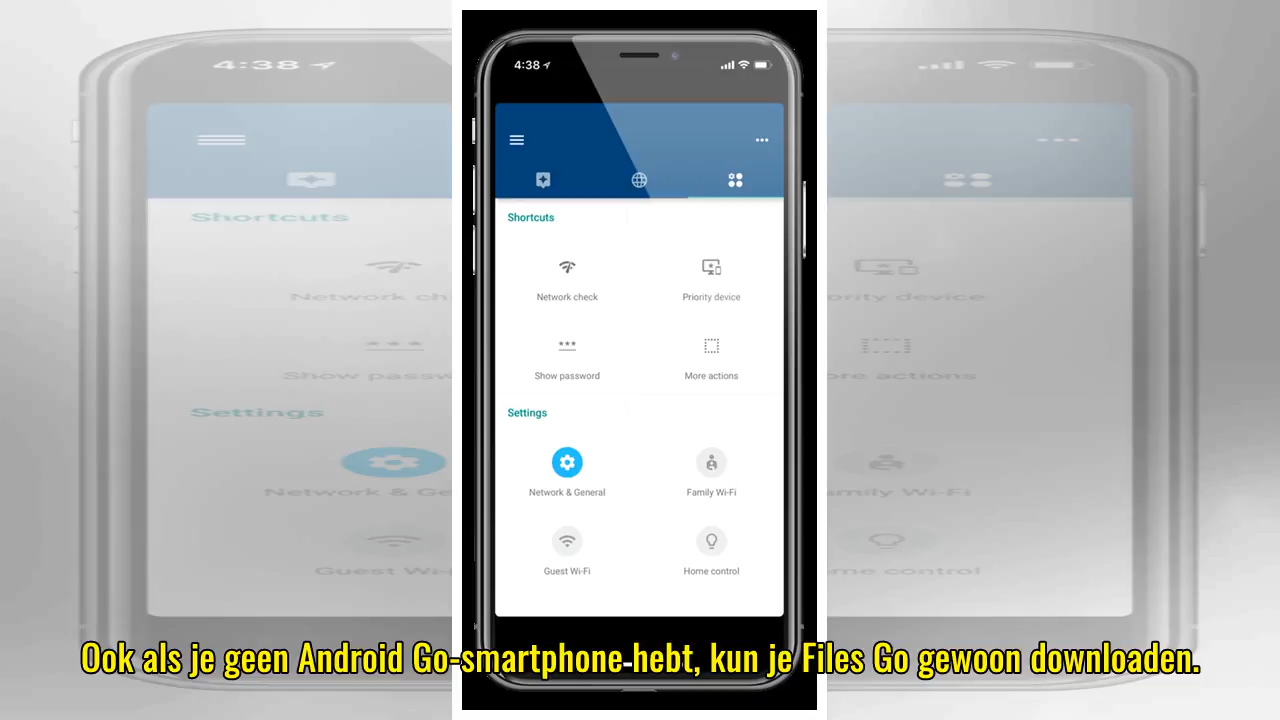 4:38
Shortcuts
Network check
Priority device
Show password
More actions
Settings
Network & General
Family Wi-Fi
Guest Wi-Fi
Home control
Ook als je geen Android Go-smartphone hebt, kun je Files Go gewoon downloaden.